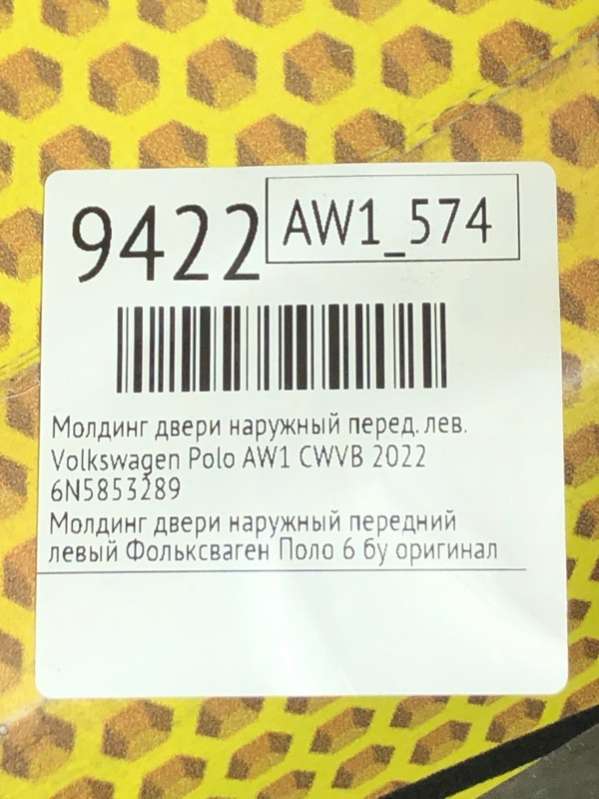 9422
AW1_574
Молдинг двери наружный перед. лев.
Volkswagen Polo AW1 CWVB 2022
6N5853289
Молдинг двери наружный передний
левый Фольксваген Поло 6 бу оригинал